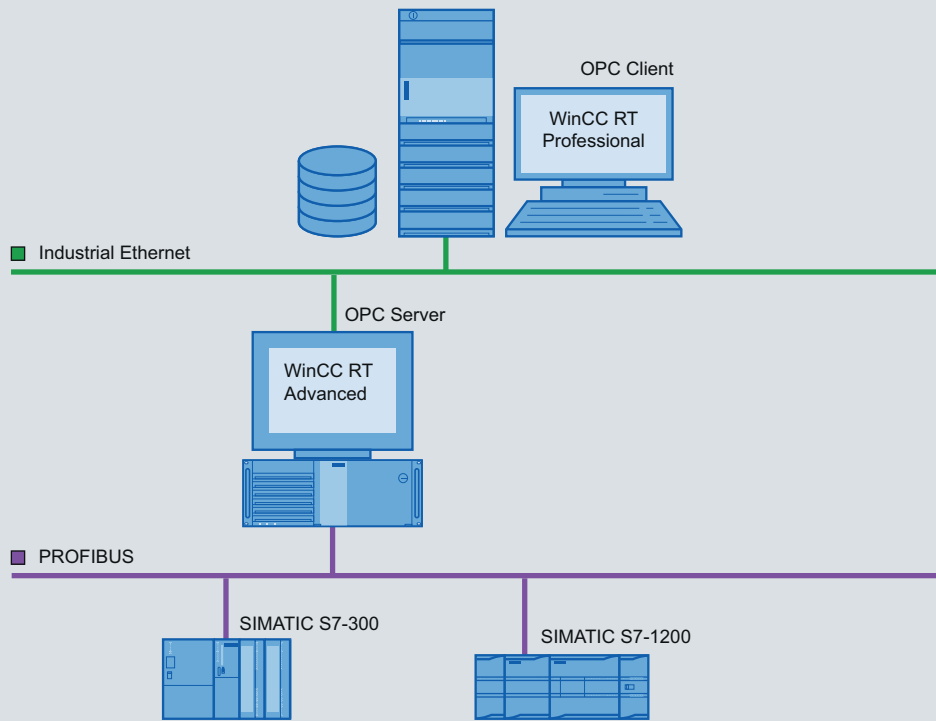 OPC Client
WinCC RT
Professional
Industrial Ethernet
OPC Server
WinCC RT
Advanced
PROFIBUS
SIMATIC S7-300
SIMATIC S7-1200